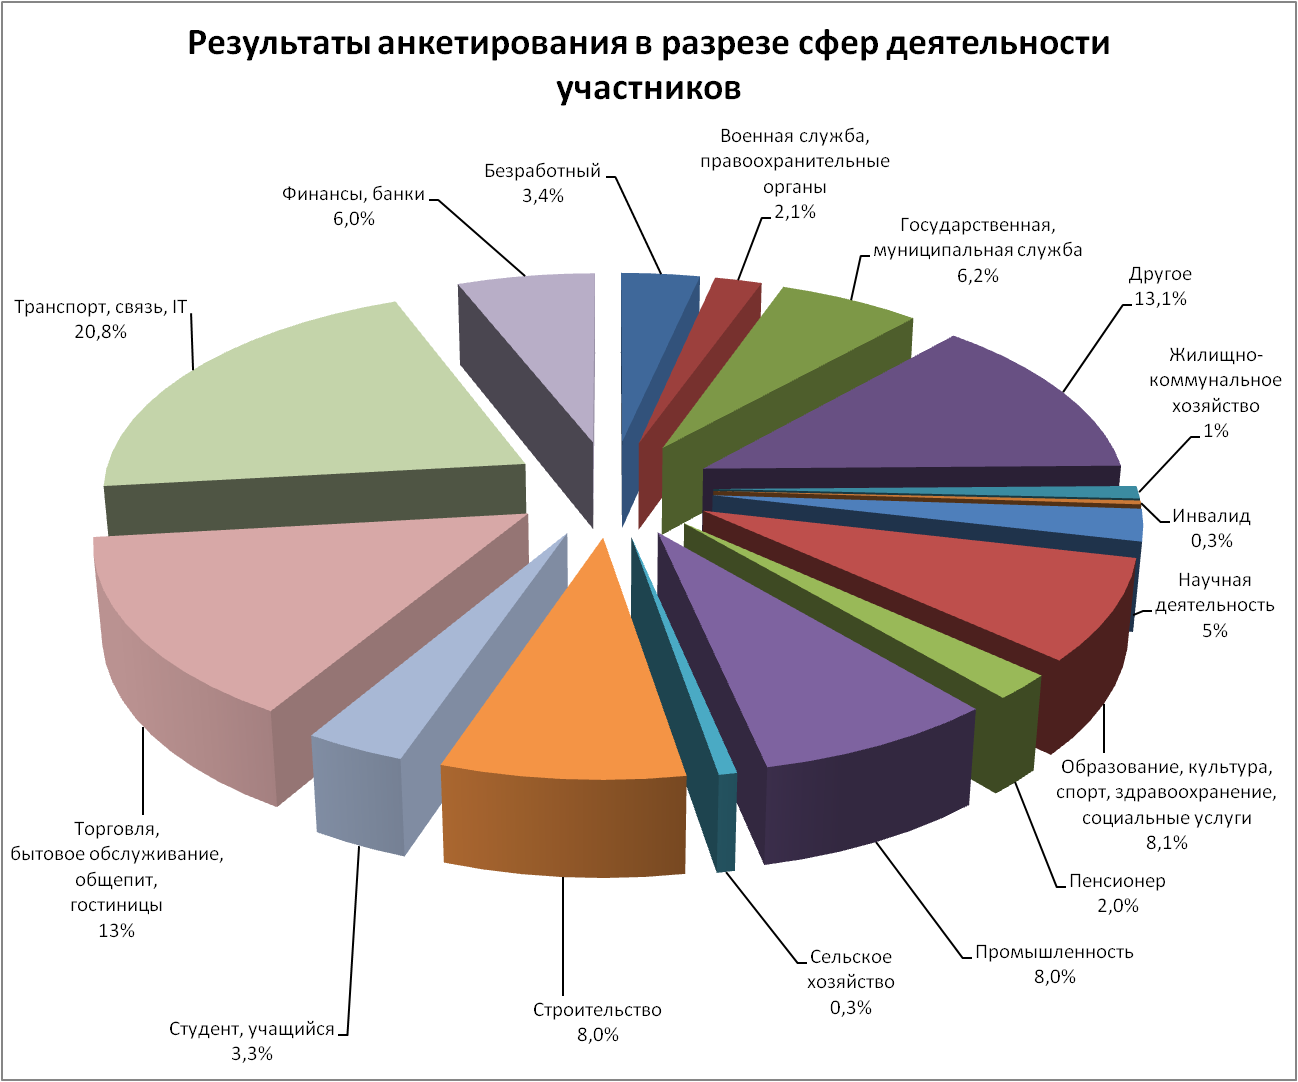 Результаты анкетирования в разрезе сфер деятельности
участников
Безработный
3,4%
Военная служба,
правоохранительные
органы
2,1%
Государственная,
муниципальная служба
6,2%
Другое
13,1%
Жилищно-
коммунальное
хозяйство
1%
Инвалид
0,3%
Научная
деятельность
5%
Образование, культура,
спорт, здравоохранение,
социальные услуги
8,1%
Пенсионер
2,0%
Промышленность
8,0%
Сельское
хозяйство
0,3%
Строительство
8,0%
Студент, учащийся
3,3%
Торговля,
бытовое обслуживание,
общепит,
гостиницы
13%
Транспорт, связь, IT
20,8%
Финансы, банки
6,0%